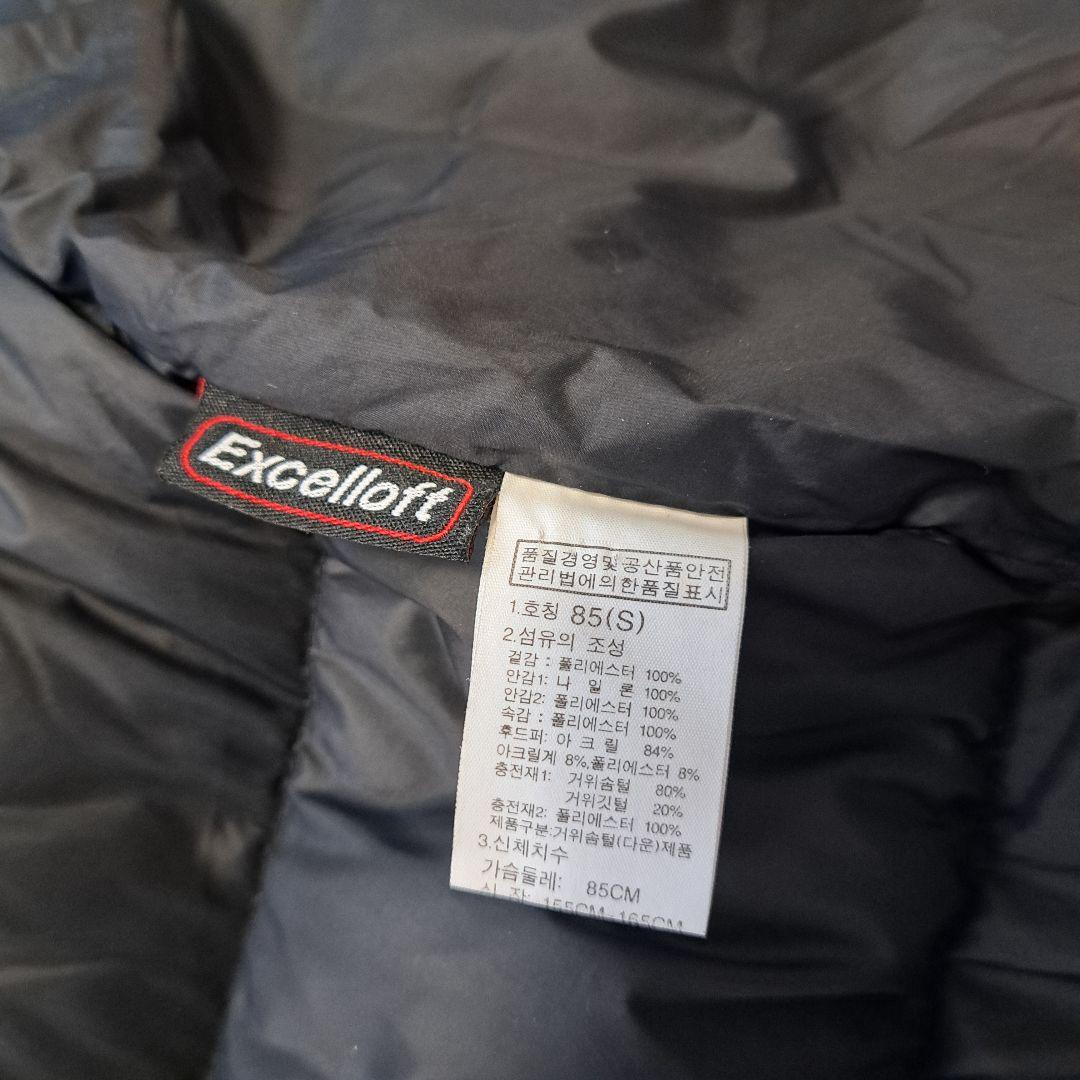 Excelloft
품질경영및공산품안전
관리법에의한품질표시
1.호칭 85(S)
2.섬유의 조성
겉감 : 폴리에스터 100%
안감1: 나 일 론 100%
안감2: 폴리에스터 100%
속감 : 폴리에스터 100%
후드퍼: 아 크 릴 84%
아크릴계 8%,폴리에스터 8%
충전재1: 거위솜털 80%
거위깃털 20%
충전재2: 폴리에스터 100%
제품구분:거위솜털(다운)제품
3.신체치수
가슴둘레: 85CM
신 장: 155CM-165CM